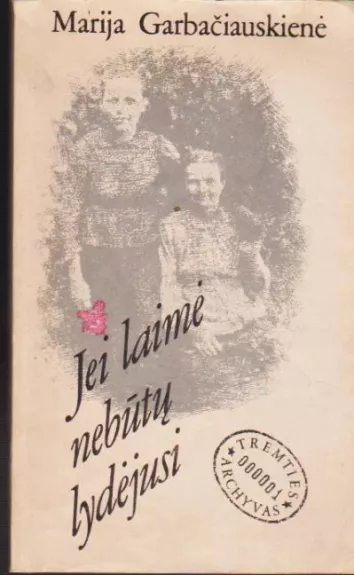 Marija Garbačiauskienė
Jei laimė
nebūtų
lydėjusi
★ TREMTIES ★
000001
ARCHYVAS